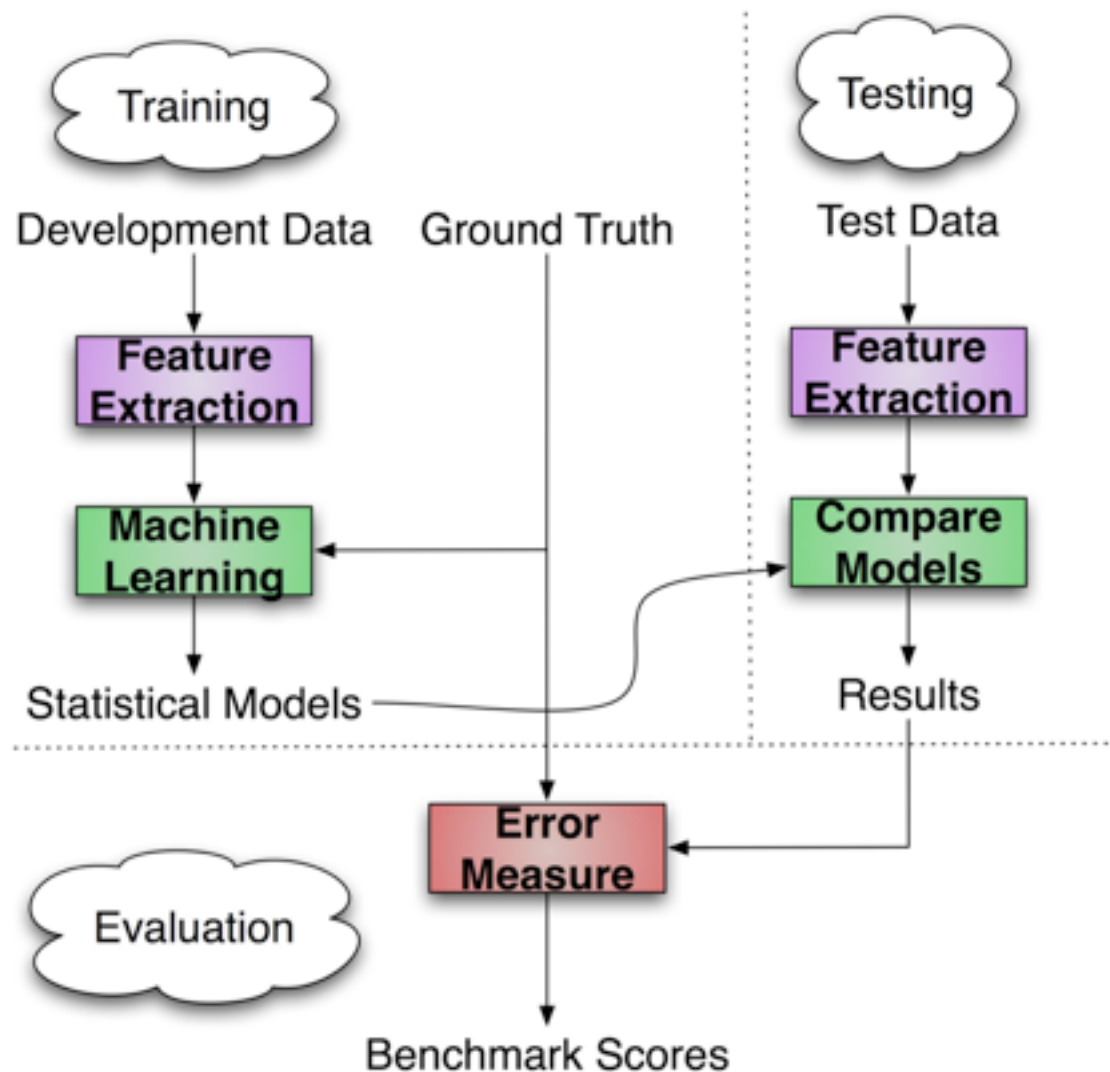 Training
Testing
Development Data
Ground Truth
Test Data
Feature
Extraction
Feature
Extraction
Machine
Learning
Compare
Models
Statistical Models
Results
Error
Measure
Evaluation
Benchmark Scores